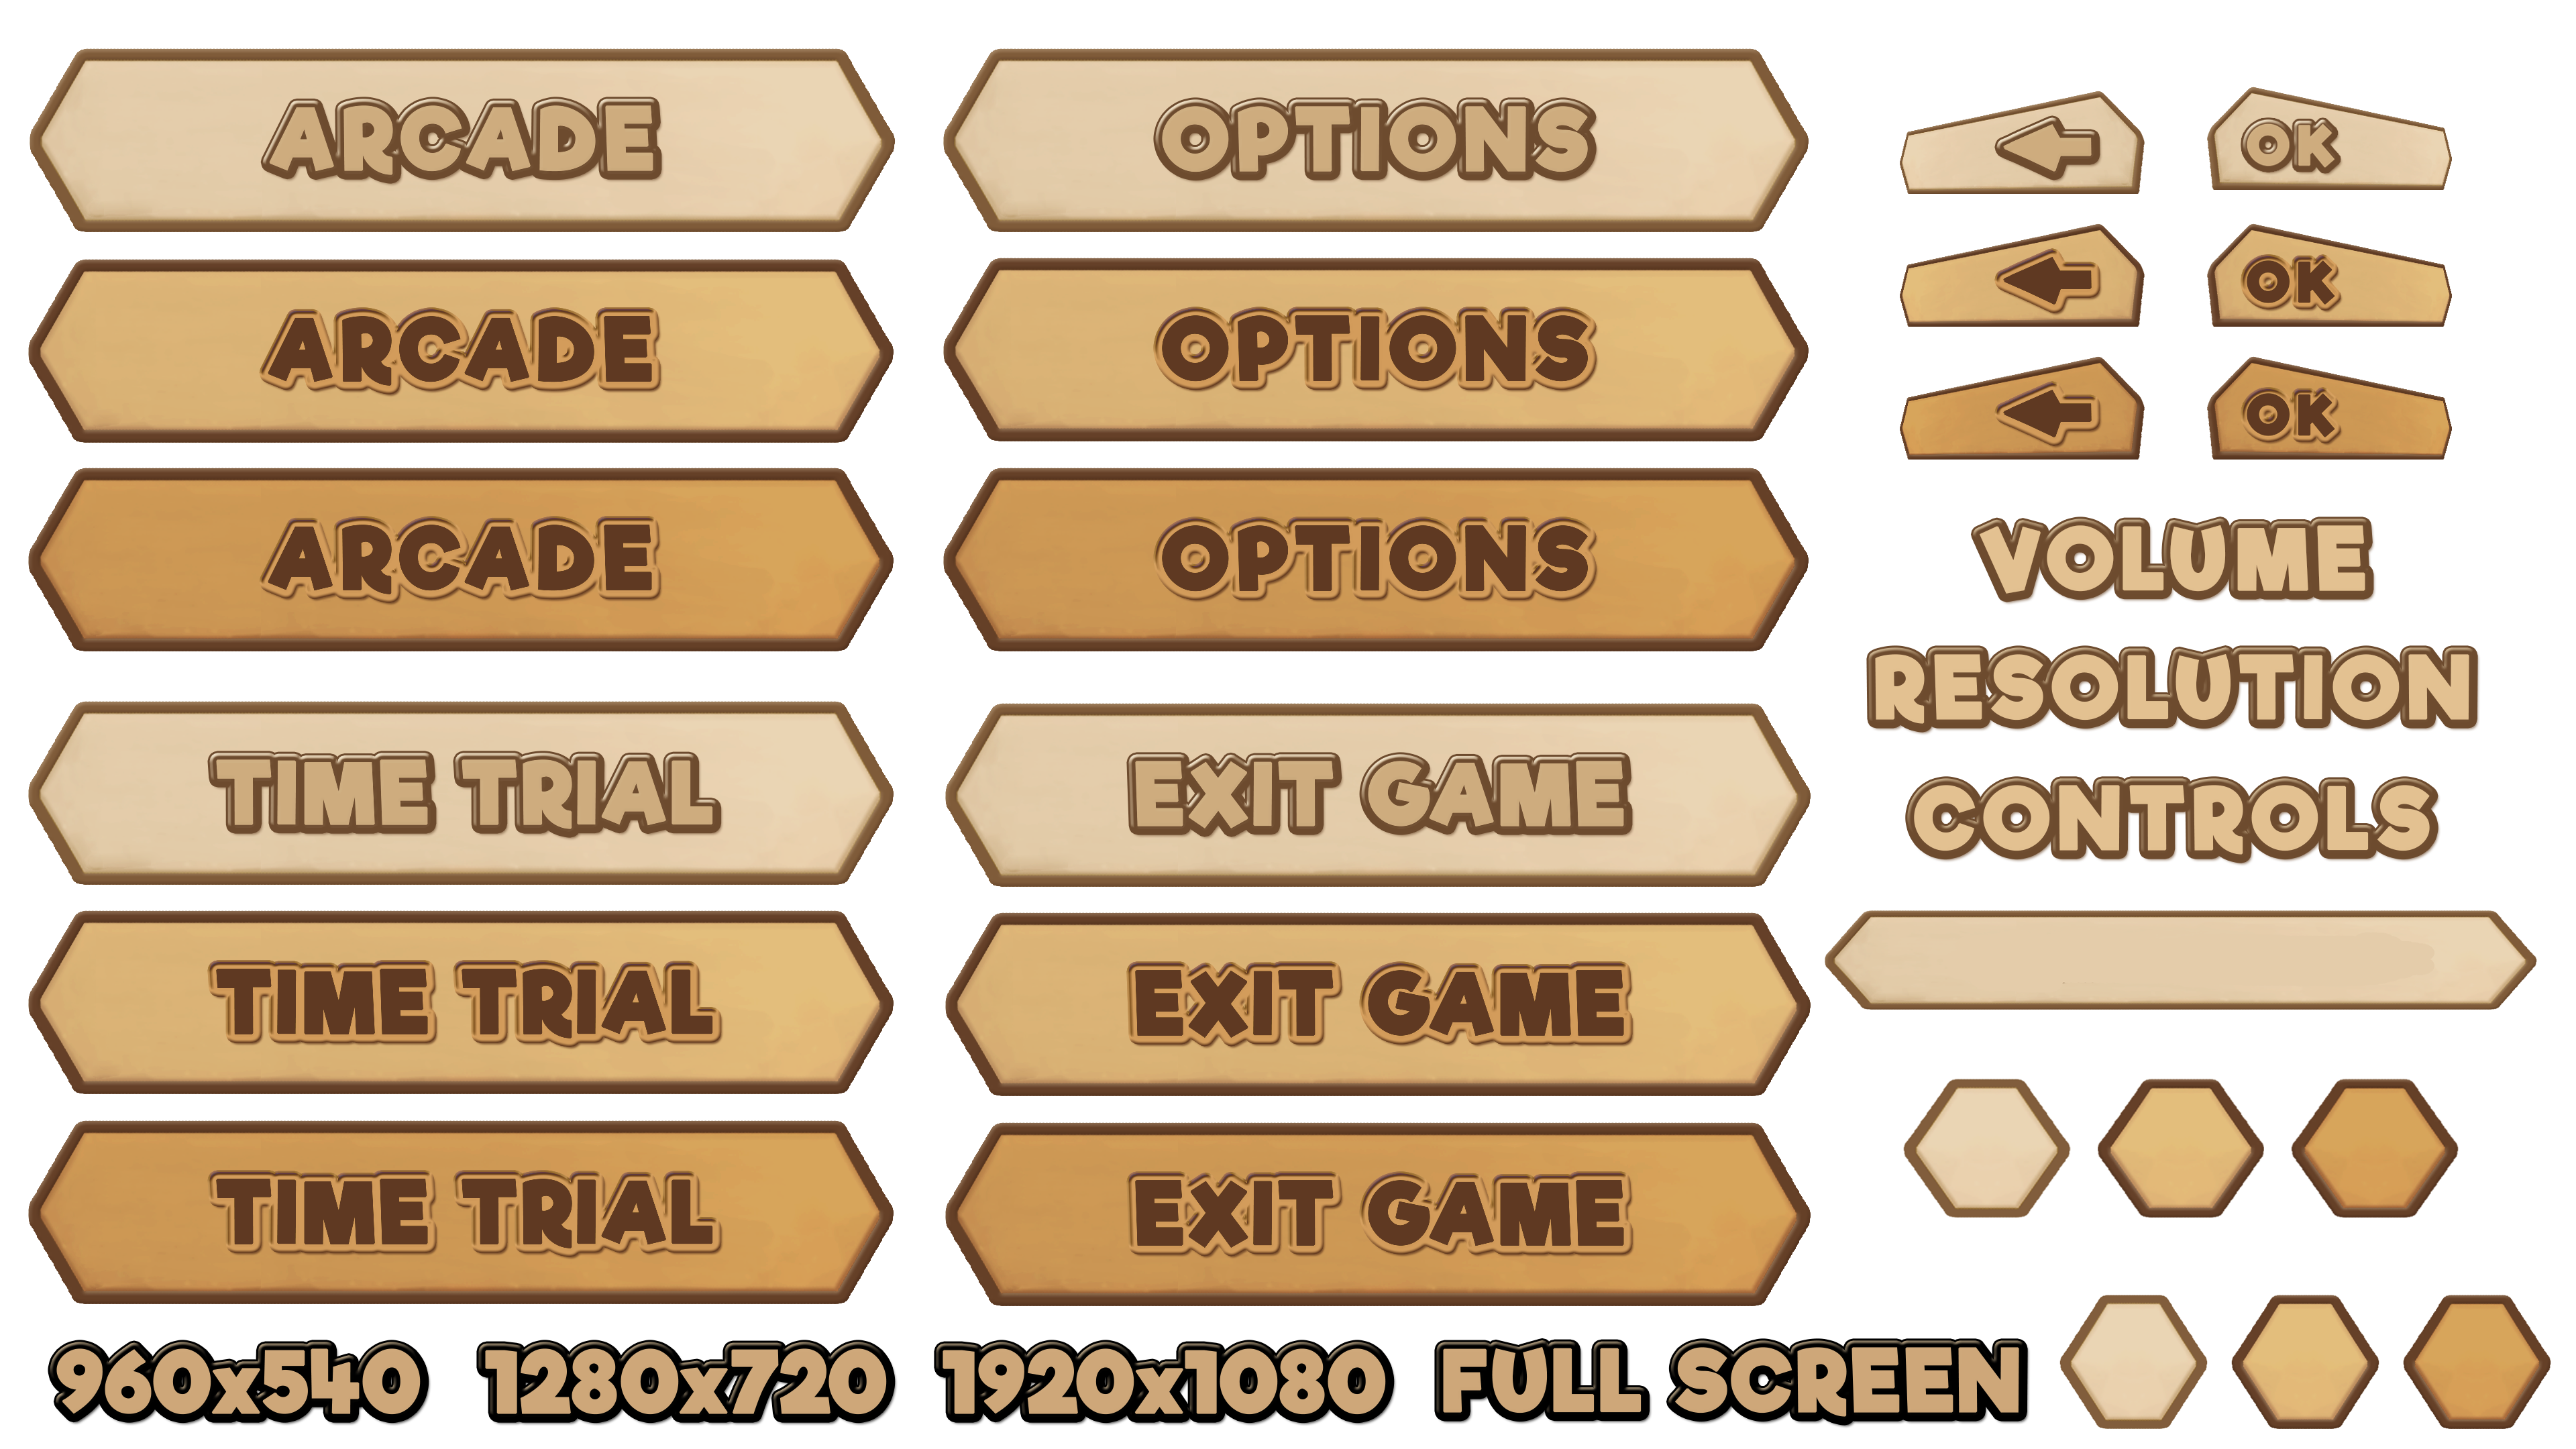 ARCADE
OPTIONS
OK
ARCADE
OPTIONS
OK
ARCADE
OPTIONS
OK
VOLUME
RESOLUTION
CONTROLS
TIME TRIAL
EXIT GAME
TIME TRIAL
EXIT GAME
TIME TRIAL
EXIT GAME
960x540
1280x720
1920x1080
FULL SCREEN